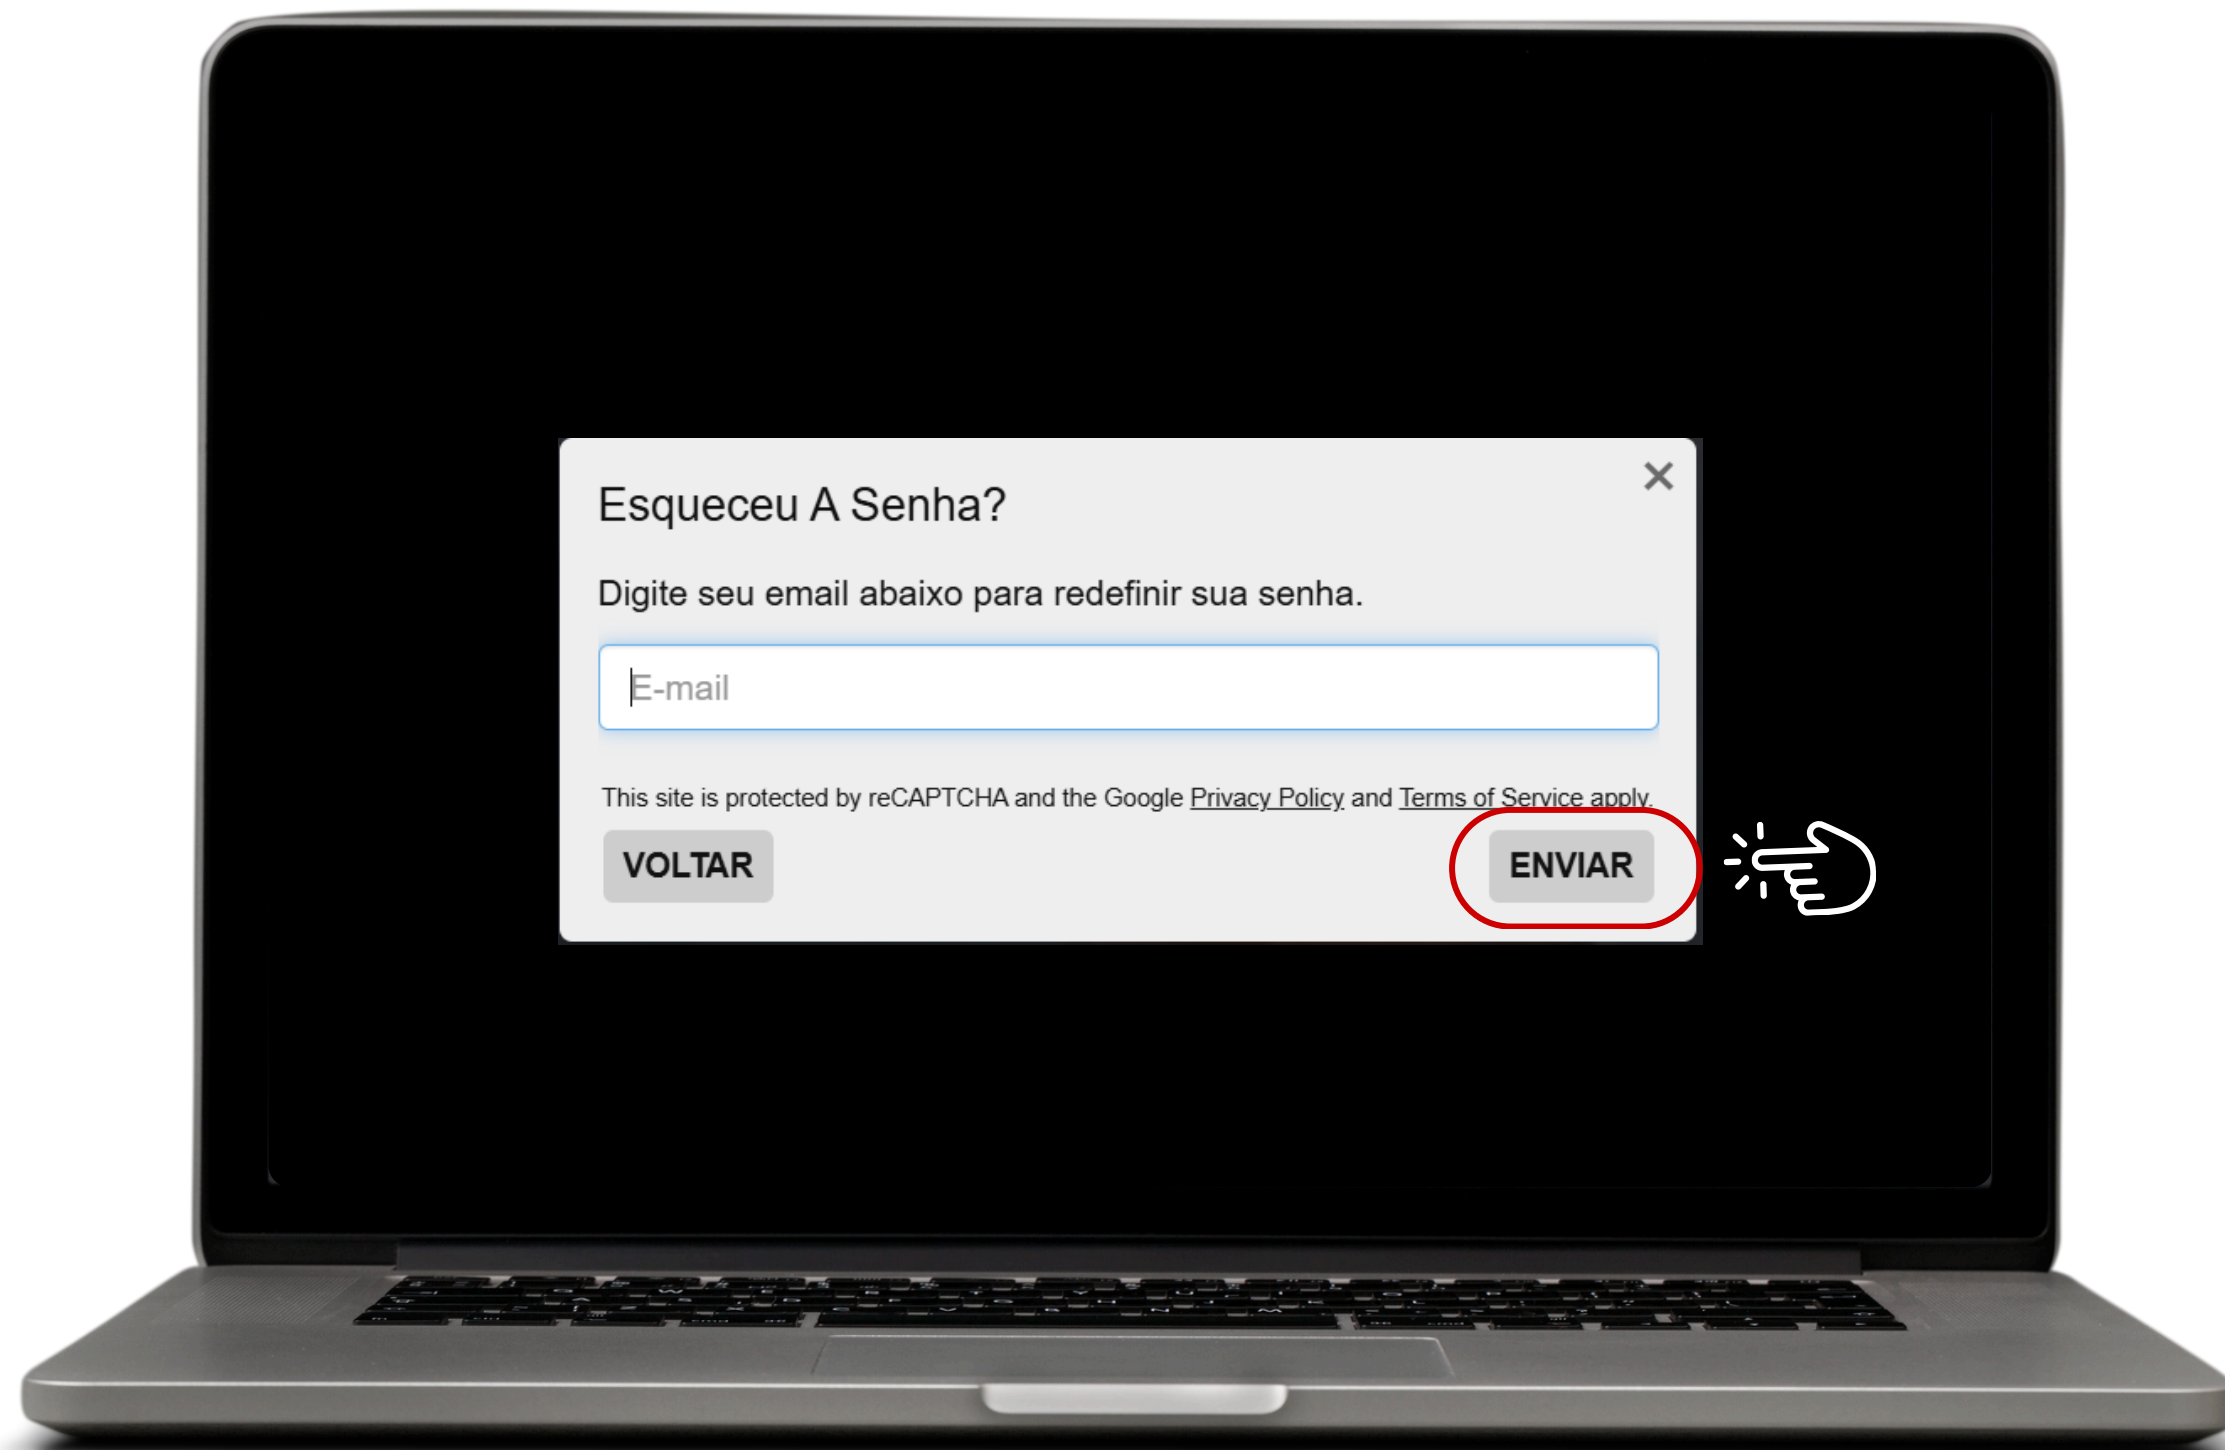 Esqueceu A Senha?
Digite seu email abaixo para redefinir sua senha.
E-mail
This site is protected by reCAPTCHA and the Google Privacy Policy and Terms of Service apply.
VOLTAR
ENVIAR